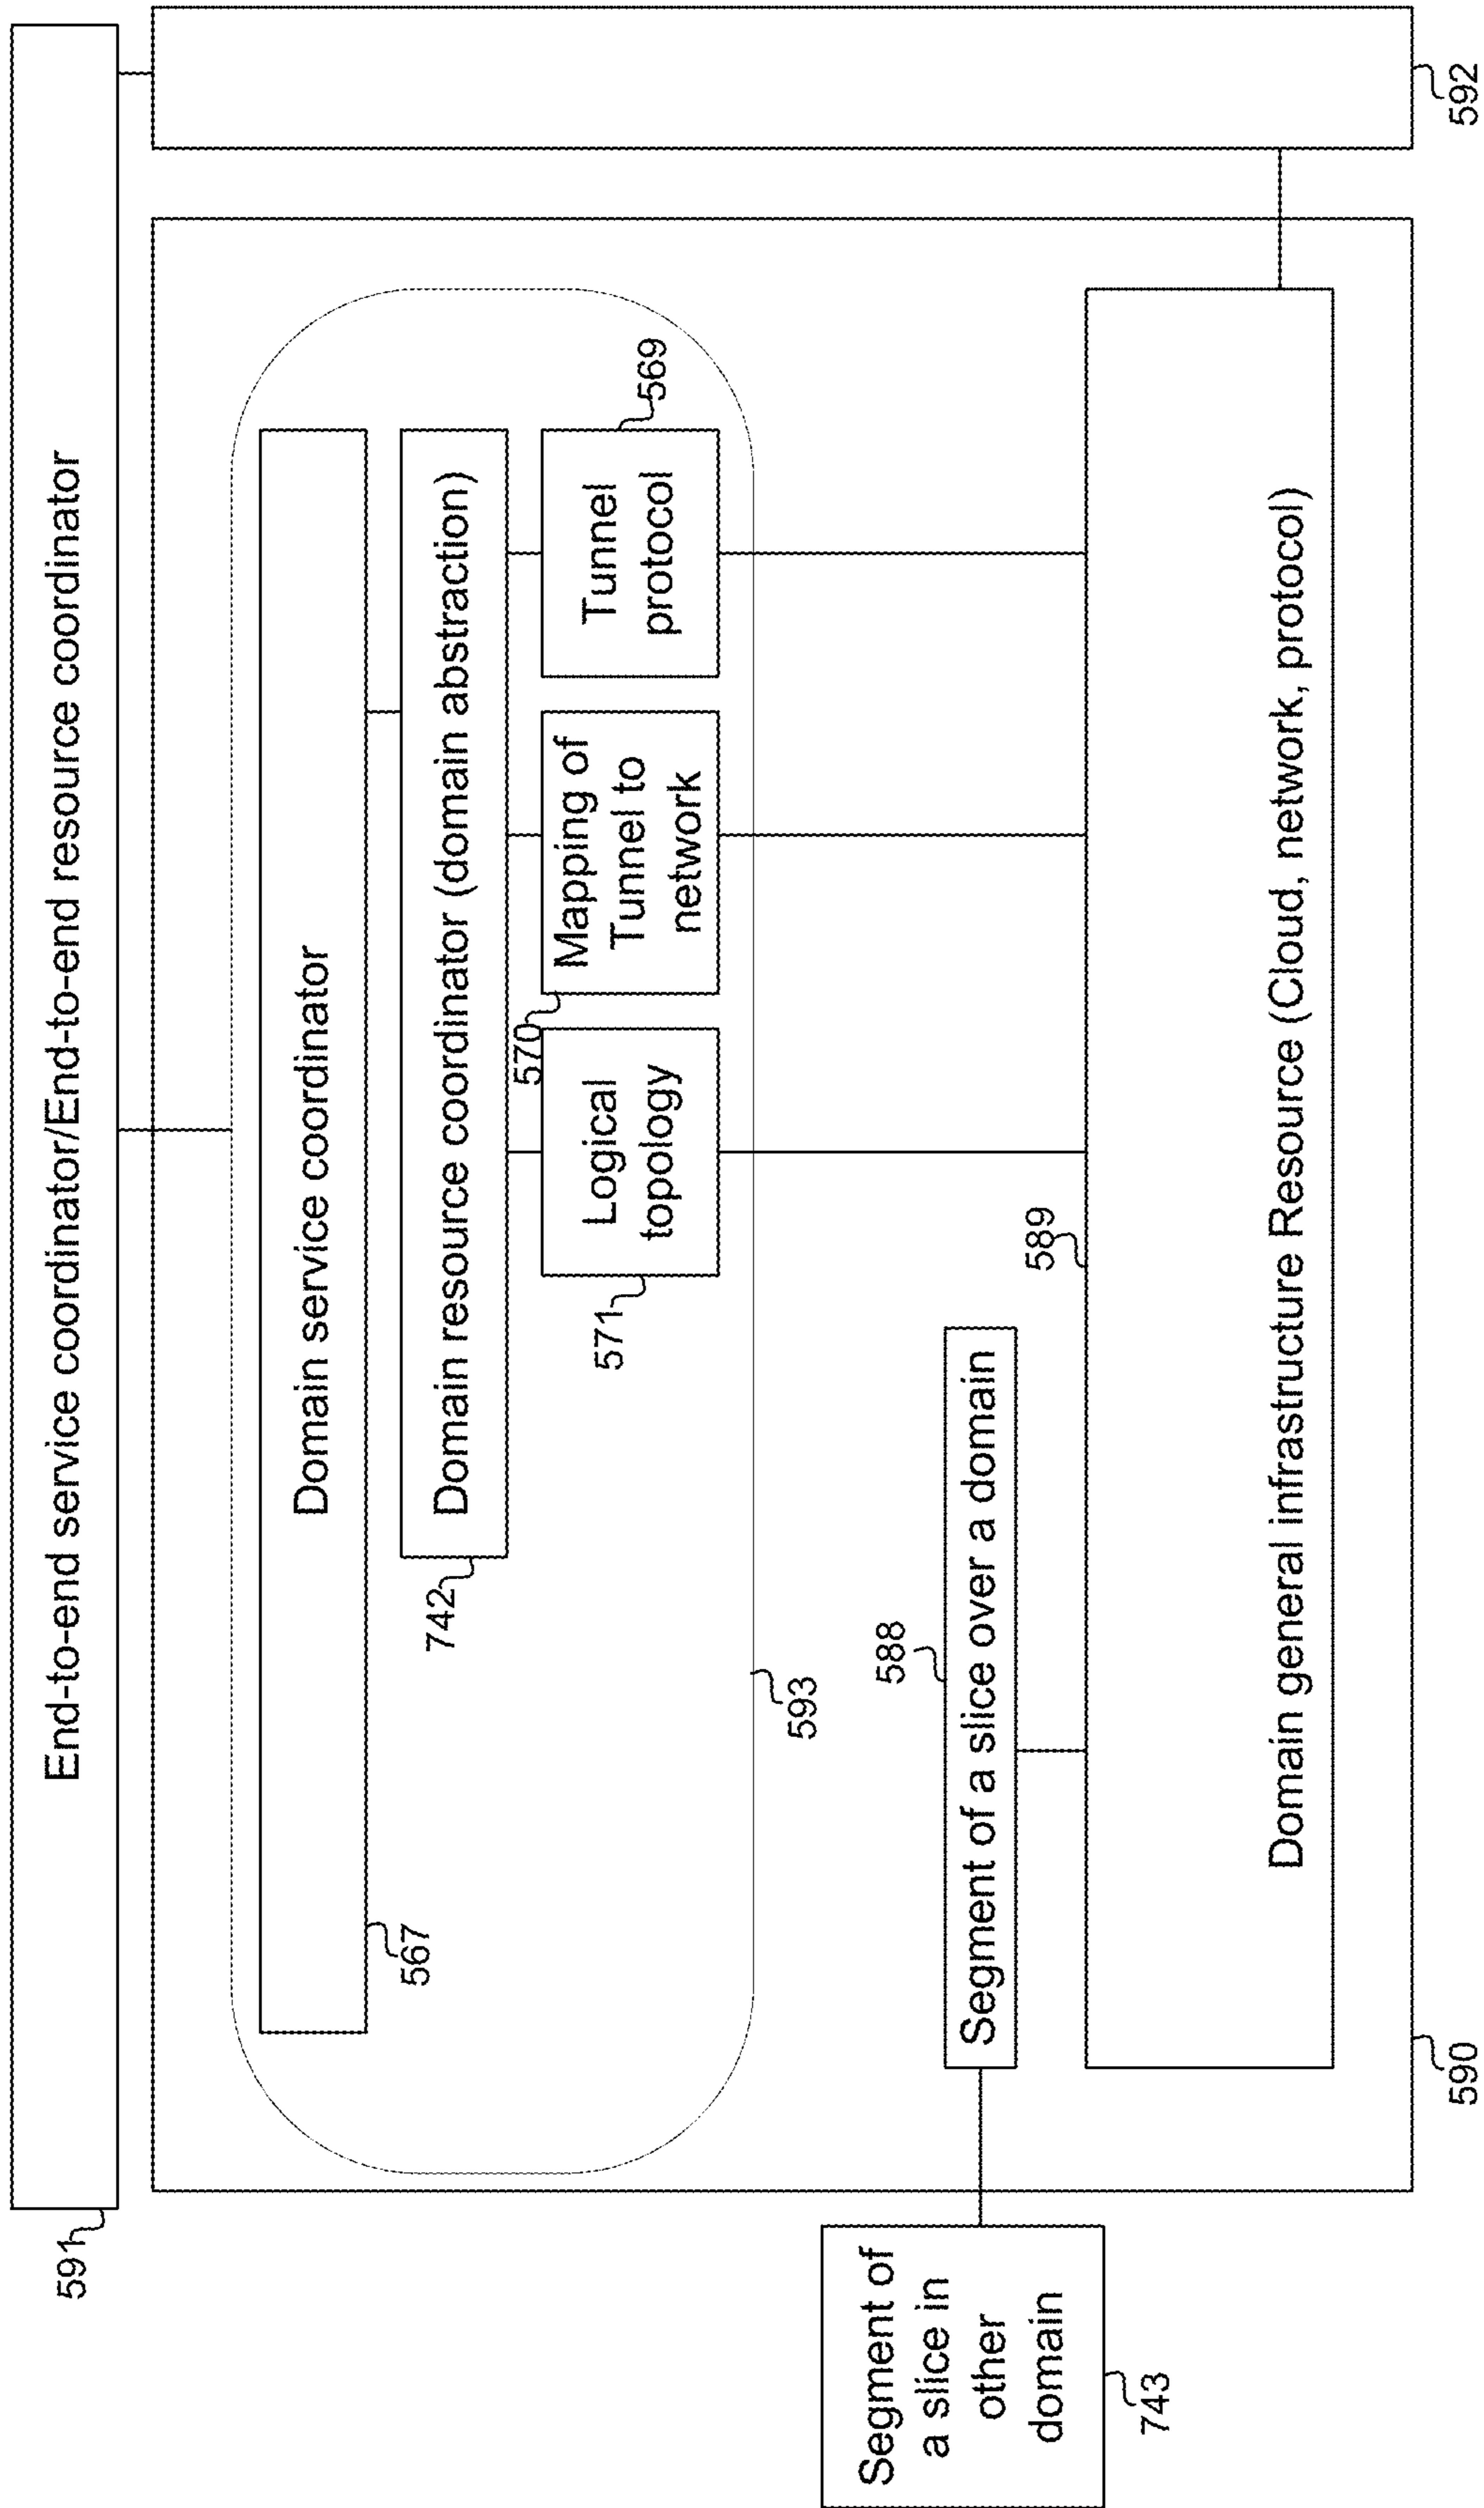 591
End-to-end service coordinator/End-to-end resource coordinator
Domain service coordinator
567
Domain resource coordinator (domain abstraction)
742
570
Logical
topology
571
Mapping of
Tunnel to
network
Tunnel
protocol
569
593
588
Segment of a slice over a domain
Segment of
a slice in
other
domain
743
589
Domain general infrastructure Resource (Cloud, network, protocol)
590
592